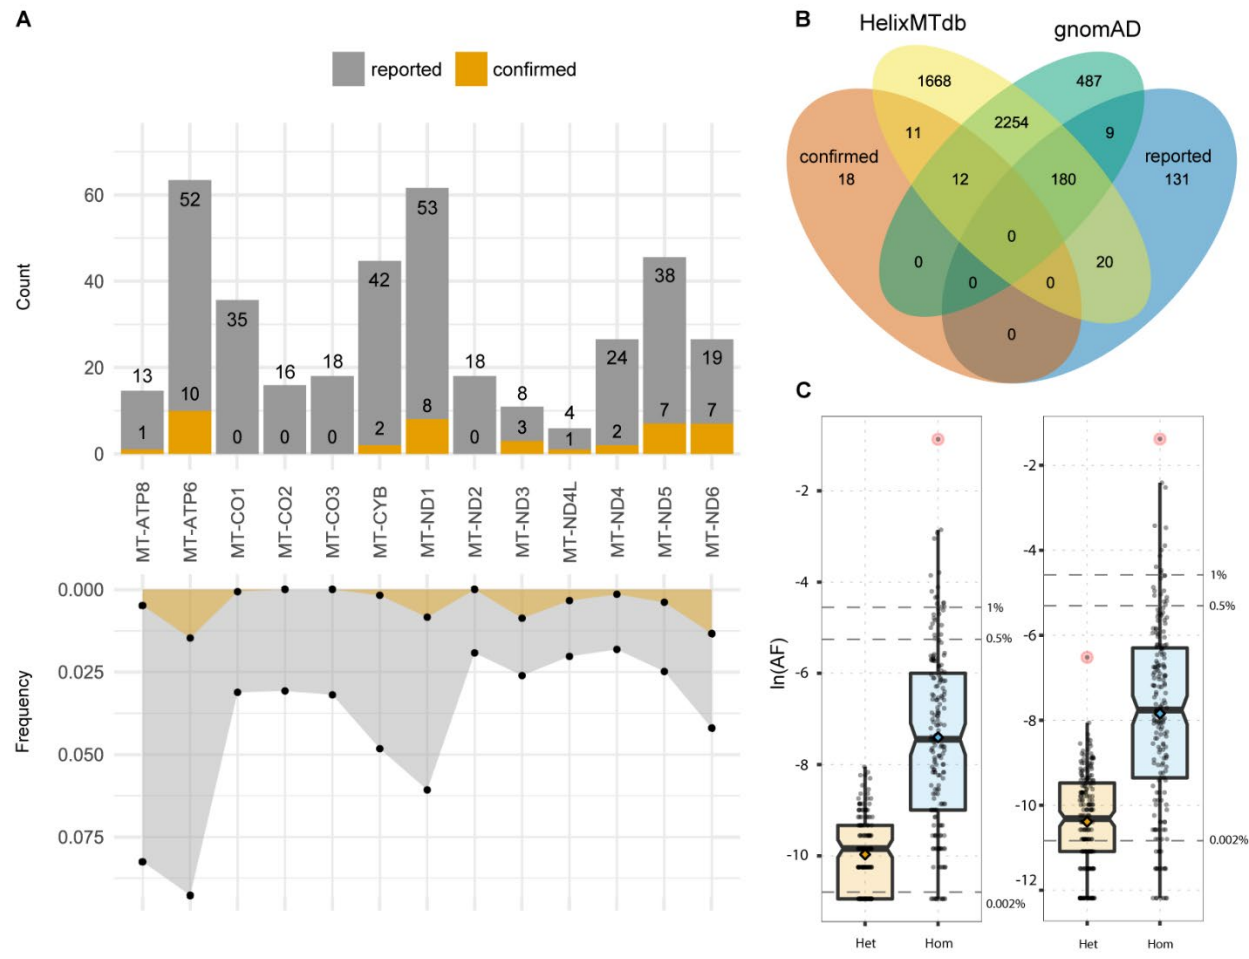 A
reported
confirmed
Count
60
40
20
0
13
52
35
16
18
42
53
18
8
4
24
38
19
1
10
0
0
0
2
8
0
3
1
2
7
7
MT-ATP8
MT-ATP6
MT-CO1
MT-CO2
MT-CO3
MT-CYB
MT-ND1
MT-ND2
MT-ND3
MT-ND4L
MT-ND4
MT-ND5
MT-ND6
Frequency
0.000
0.025
0.050
0.075
B
HelixMTdb
gnomAD
1668
487
11
2254
9
confirmed
18
12
180
reported
131
0
0
0
0
20
0
C
ln(AF)
-2
-4
-6
-8
-10
1%
0.5%
0.002%
Het
Hom
-2
-4
-6
-8
-10
-12
1%
0.5%
0.002%
Het
Hom